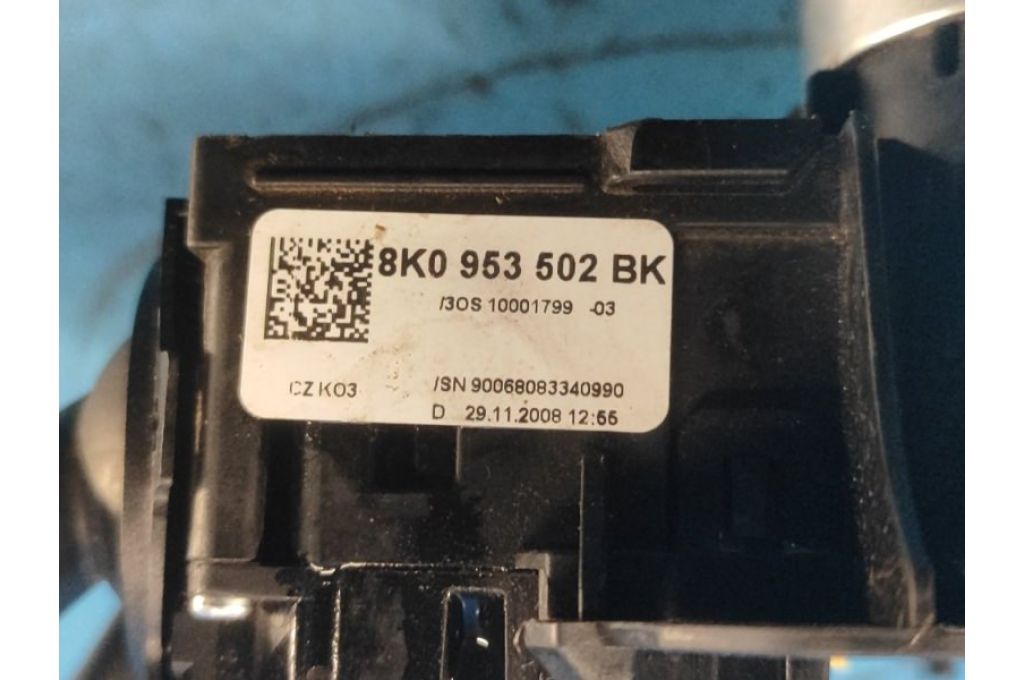 8K0 953 502 BK
/3OS 10001799 -03
CZ KO3 /SN 90068083340990
D 29.11.2008 12:55